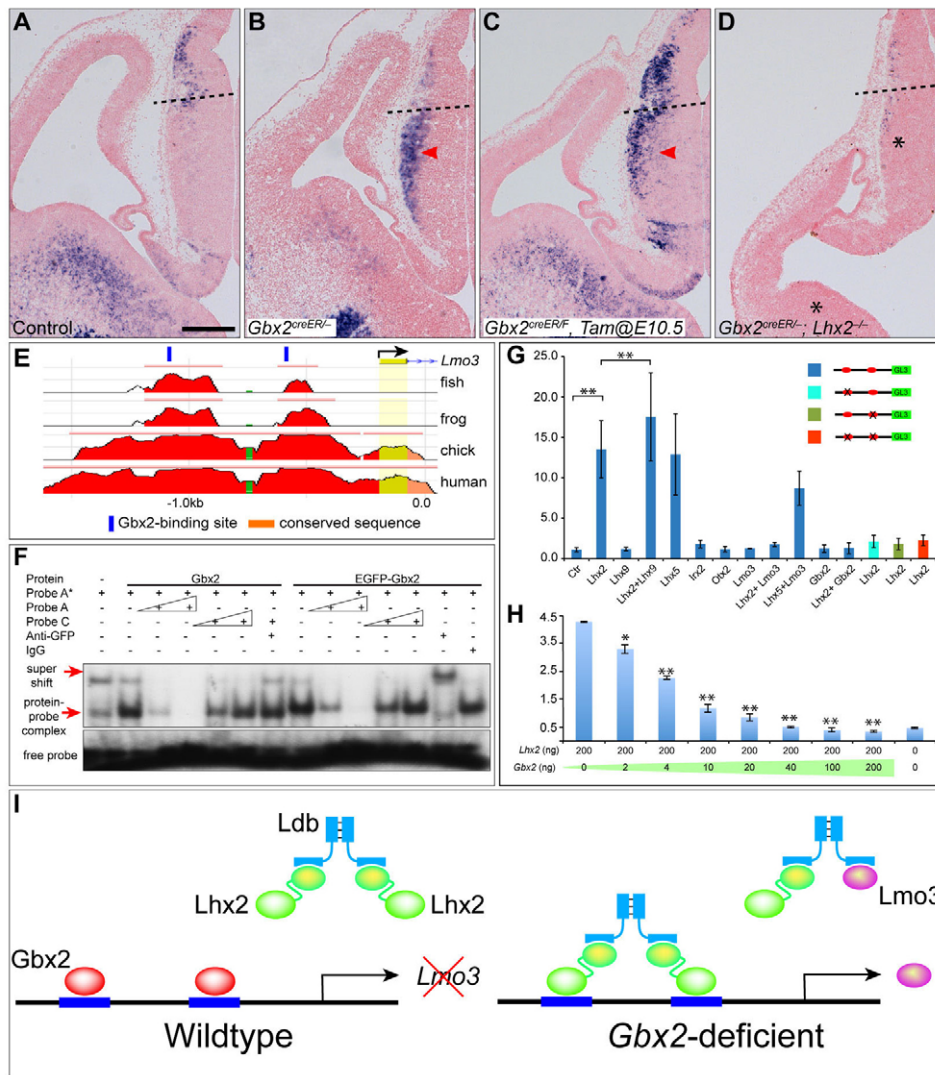 A
B
C
D
Control
Gbx2creER/–
Gbx2creER/F, Tam@E10.5
Gbx2creER/–; Lhx2–/–
*
*
E
Lmo3
fish
frog
chick
human
-1.0kb
0.0
Gbx2-binding site
conserved sequence
F
Protein - Gbx2 EGFP-Gbx2
Probe A* + + + + + + + + + + + + + +
Probe A - - + + - - - - + + - - - -
Probe C - - - - + + + - - - + + - -
Anti-GFP - - - - - - + - - - - - + -
IgG - - - - - - - - - - - - - +
super
shift
protein-
probe
complex
free probe
G
25.0
20.0
15.0
10.0
5.0
0.0
**
**
GL3
GL3
GL3
GL3
Ctr
Lhx2
Lhx9
Lhx2+Lhx9
Lhx5
Irx2
Otx2
Lmo3
Lhx2+ Lmo3
Lhx5+Lmo3
Gbx2
Lhx2+ Gbx2
Lhx2
Lhx2
Lhx2
H
4.5
3.5
2.5
1.5
0.5
* ** ** ** ** ** **
Lhx2 (ng) 200 200 200 200 200 200 200 200 0
Gbx2 (ng) 0 2 4 10 20 40 100 200 0
I
Ldb
Lhx2
Lhx2
Gbx2
Lmo3
Wildtype
Lmo3
Gbx2-deficient